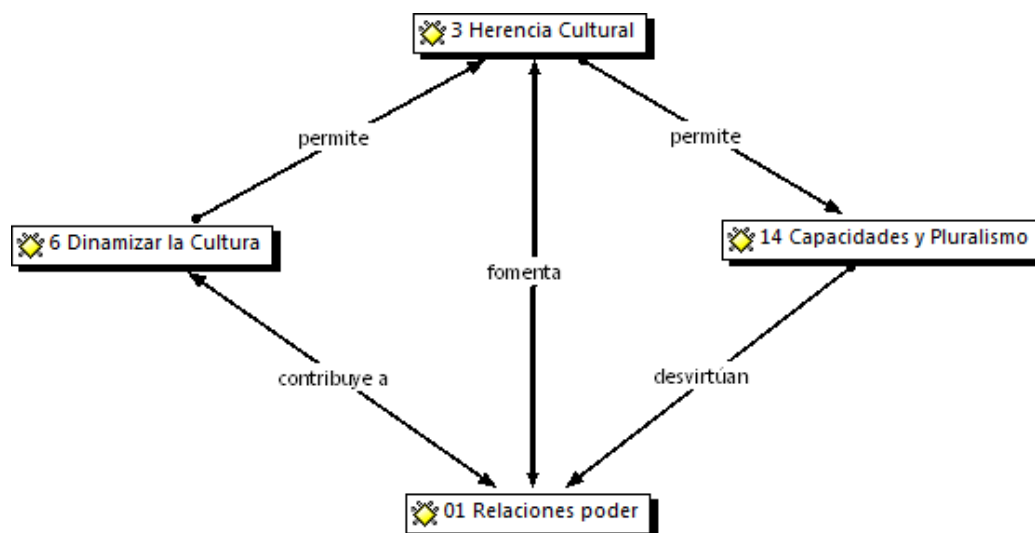 3 Herencia Cultural
permite
permite
6 Dinamizar la Cultura
14 Capacidades y Pluralismo
fomenta
contribuye a
desvirtúan
01 Relaciones poder